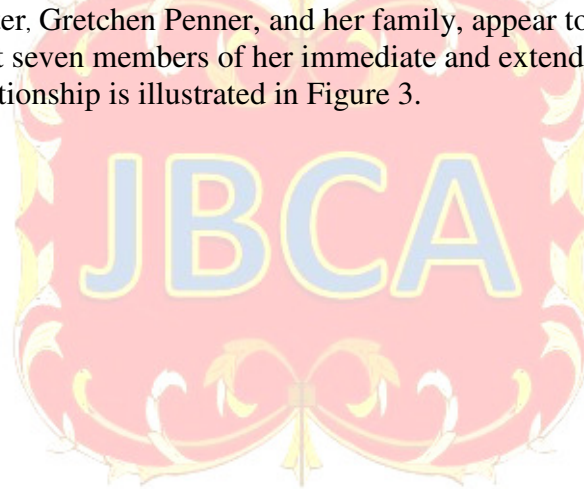 er, Gretchen Penner, and her family, appear to
t seven members of her immediate and extend
tionship is illustrated in Figure 3.
JBCA